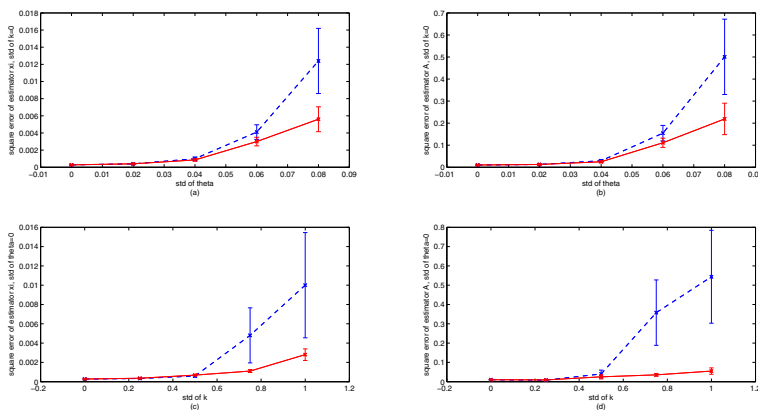 0.018
0.016
0.014
0.012
0.01
0.008
0.006
0.004
0.002
0
−0.01 0 0.01 0.02 0.03 0.04 0.05 0.06 0.07 0.08 0.09
square error of estimator xi, std of k=0
std of theta
(a)
0.7
0.6
0.5
0.4
0.3
0.2
0.1
0
−0.01 0 0.01 0.02 0.03 0.04 0.05 0.06 0.07 0.08 0.0
square error of estimator A, std of k=0
std of theta
(b)
0.016
0.014
0.012
0.01
0.008
0.006
0.004
0.002
0
−0.2 0 0.2 0.4 0.6 0.8 1 1.2
square error of estimator xi, std of theta=0
std of k
(c)
0.8
0.7
0.6
0.5
0.4
0.3
0.2
0.1
0
−0.2 0 0.2 0.4 0.6 0.8 1 1.2
square error of estimator A, std of theta=0
std of k
(d)